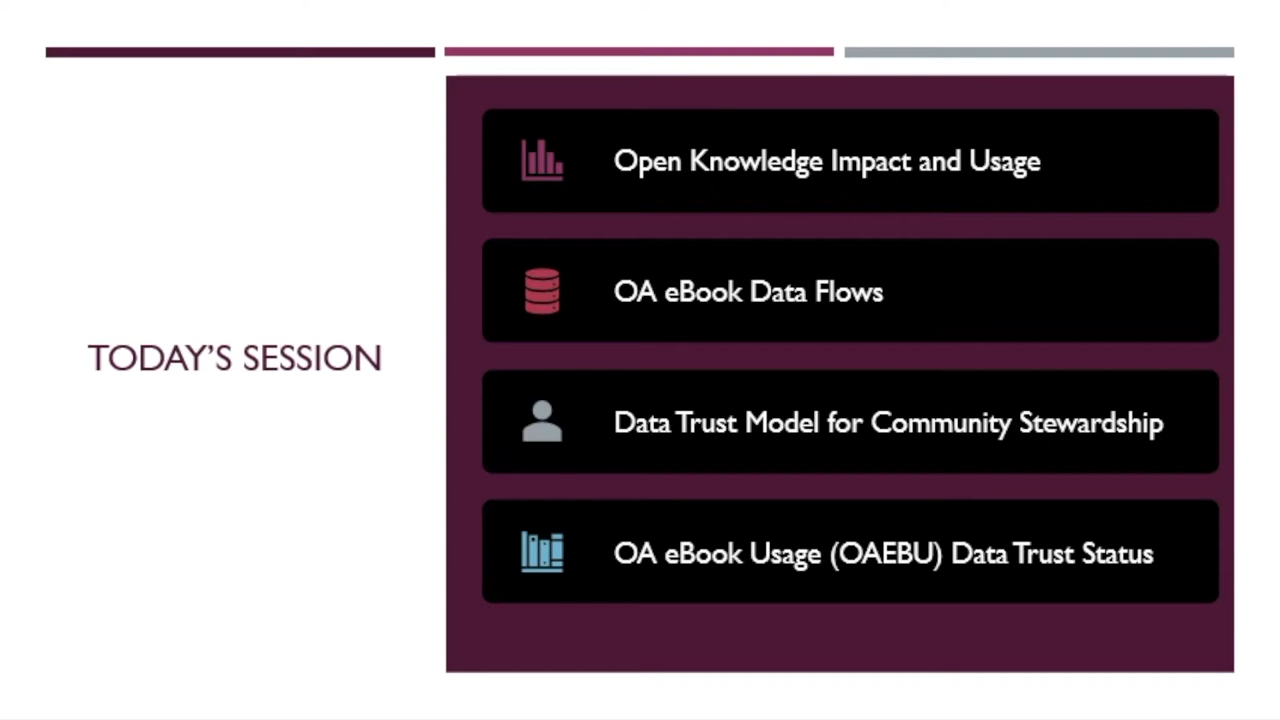 TODAY'S SESSION
Open Knowledge Impact and Usage
OA eBook Data Flows
Data Trust Model for Community Stewardship
OA eBook Usage (OAEBU) Data Trust Status